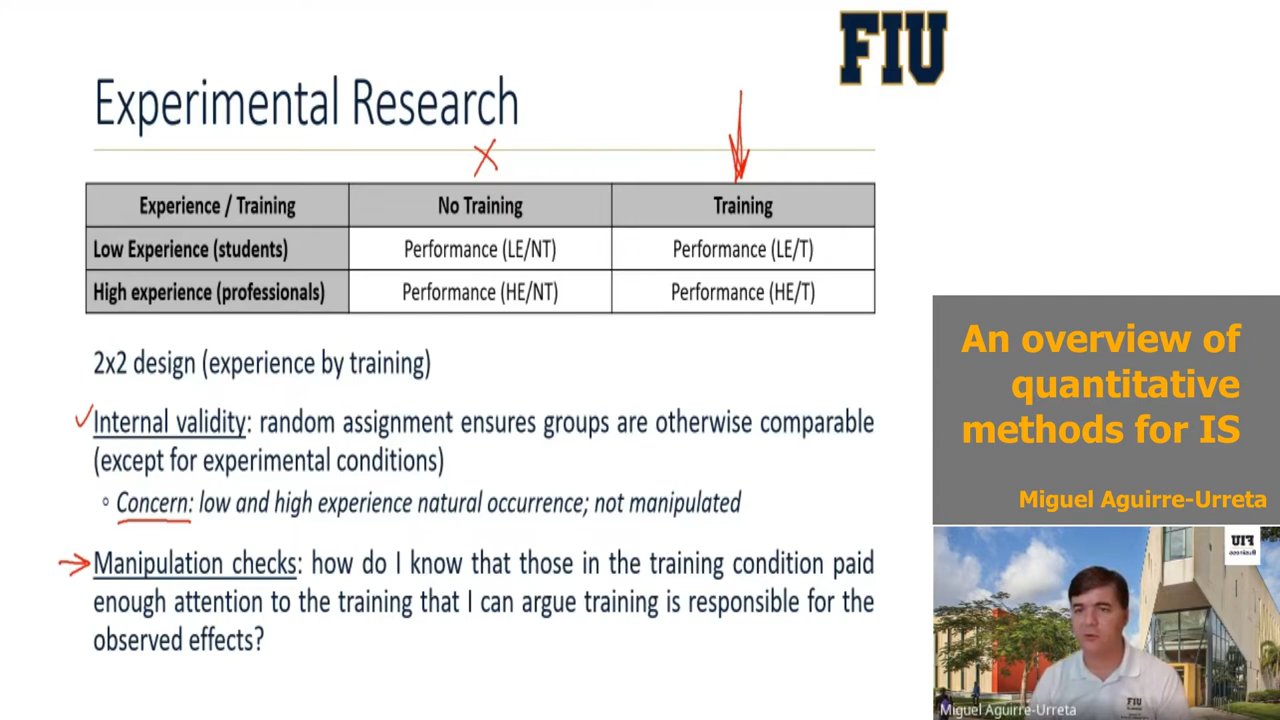 FIU
Experimental Research
Experience / Training No Training Training
Low Experience (students) Performance (LE/NT) Performance (LE/T)
High experience (professionals) Performance (HE/NT) Performance (HE/T)
2x2 design (experience by training)
Internal validity: random assignment ensures groups are otherwise comparable
(except for experimental conditions)
◦ Concern: low and high experience natural occurrence; not manipulated
Manipulation checks: how do I know that those in the training condition paid
enough attention to the training that I can argue training is responsible for the
observed effects?
An overview of
quantitative
methods for IS
Miguel Aguirre-Urreta
FIU
Business
FIU
Miguel Aguirre-Urreta